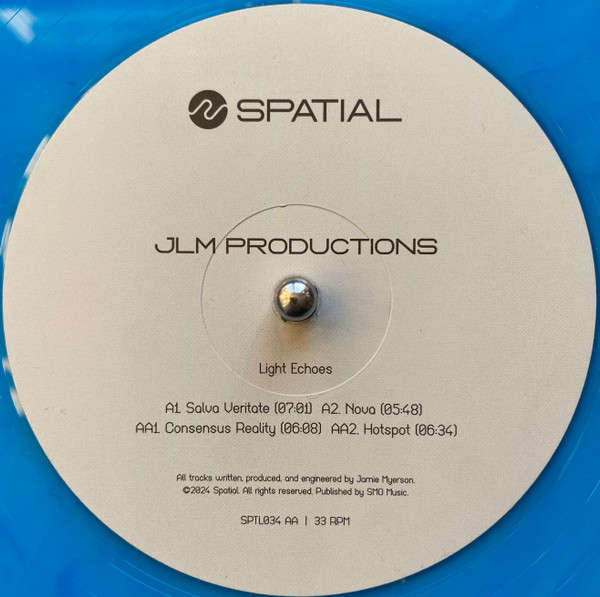 SPATIAL
JLM PRODUCTIONS
Light Echoes
A1. Salva Veritate (07:01) A2. Nova (05:48)
AA1. Consensus Reality (06:08) AA2. Hotspot (06:34)
All tracks written, produced, and engineered by Jamie Myerson.
©2024 Spatial. All rights reserved. Published by SMG Music.
SPTL034 AA | 33 RPM